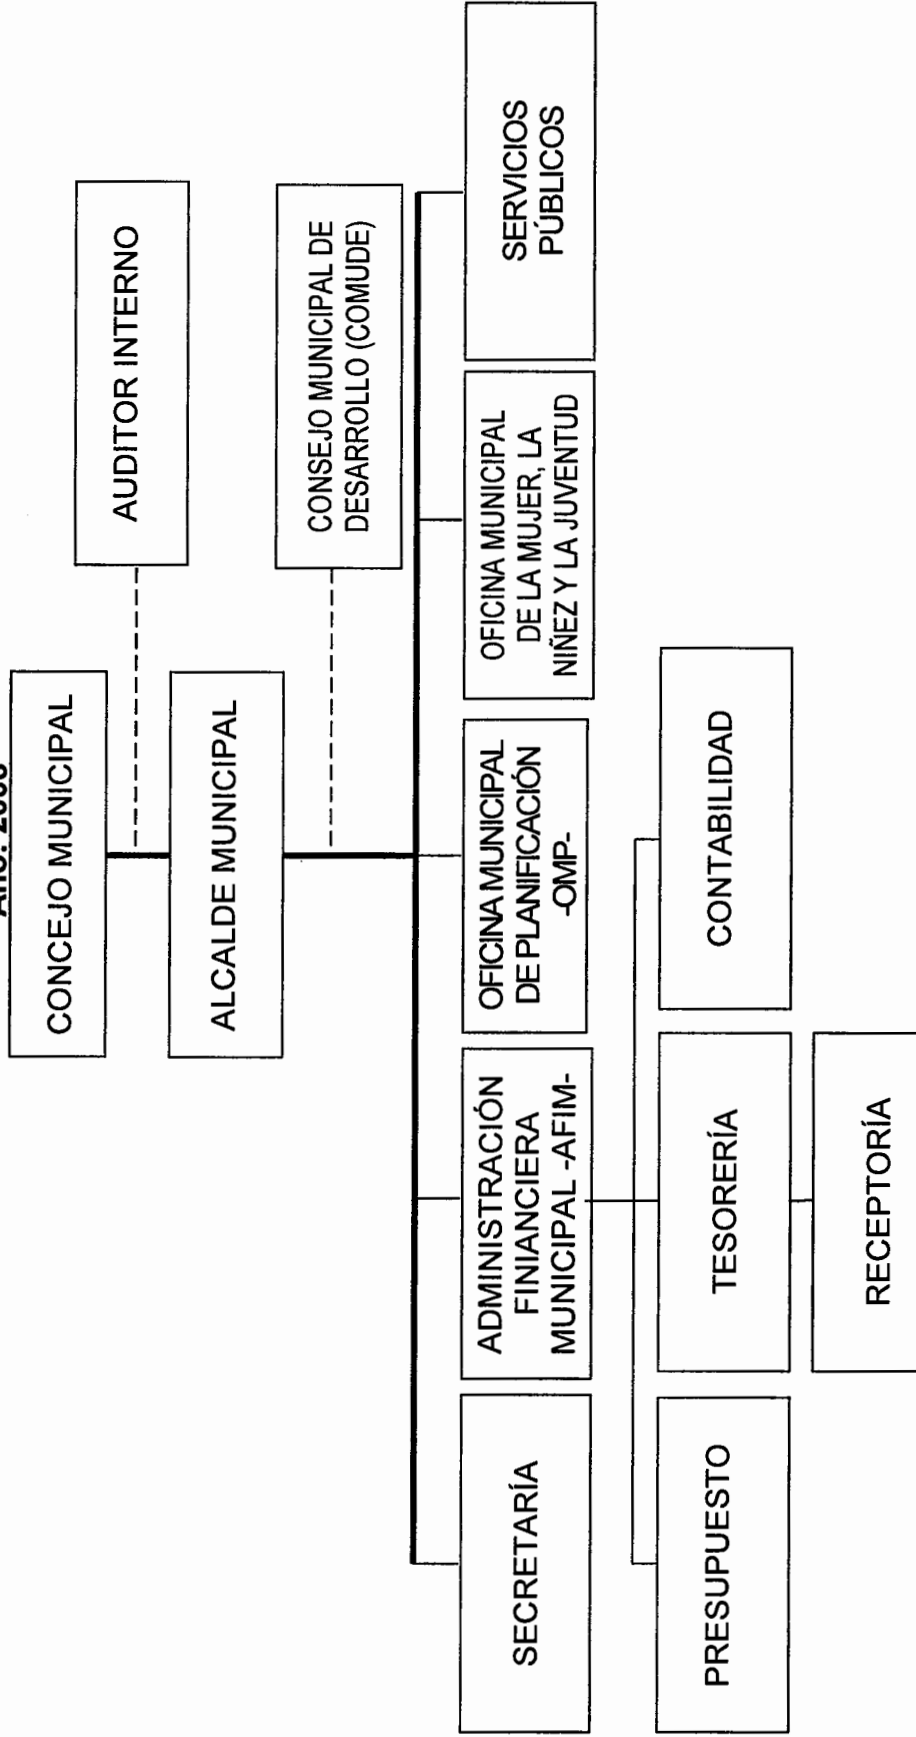 CONCEJO MUNICIPAL
AUDITOR INTERNO
ALCALDE MUNICIPAL
CONSEJO MUNICIPAL DE
DESARROLLO (COMUDE)
SECRETARÍA
ADMINISTRACIÓN
FINIANCIERA
MUNICIPAL -AFIM-
OFICINA MUNICIPAL
DE PLANIFICACIÓN
-OMP-
OFICINA MUNICIPAL
DE LA MUJER, LA
NIÑEZ Y LA JUVENTUD
SERVICIOS
PÚBLICOS
PRESUPUESTO
TESORERÍA
CONTABILIDAD
RECEPTORÍA